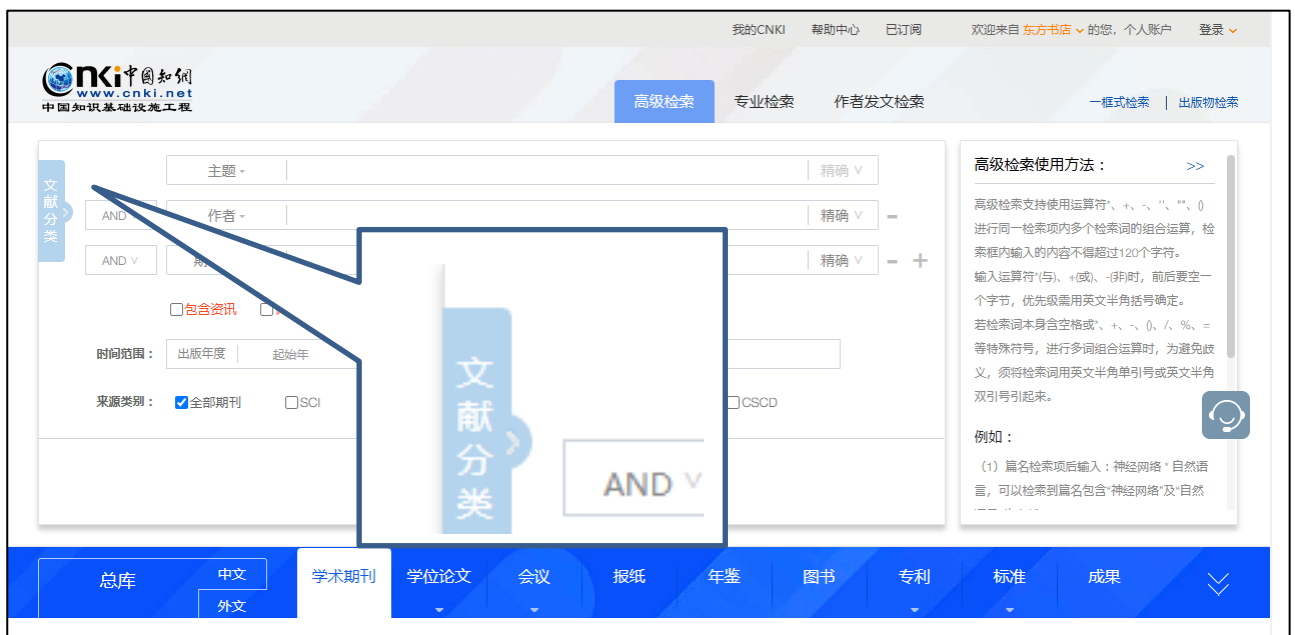 我的CNKI 帮助中心 已订阅 欢迎来自 东方书店 的您，个人账户 登录
Cnki中國知網
www.cnki.net
中国知识基础设施工程
高级检索 专业检索 作者发文检索 一框式检索 | 出版物检索
文献分类
主题 精确
AND 作者 精确
AND 期 精确
包含资讯
时间范围： 出版年度 起始年
来源类别： 全部期刊 SCI CSCD
文献分类
AND
高级检索使用方法： >>
高级检索支持使用运算符*、+、-、''、""、()
进行同一检索项内多个检索词的组合运算，检
索框内输入的内容不得超过120个字符。
输入运算符*(与)、+(或)、-(非)时，前后要空一
个字节，优先级需用英文半角括号确定。
若检索词本身含空格或*、+、-、()、/、%、=
等特殊符号，进行多词组合运算时，为避免歧
义，须将检索词用英文半角单引号或英文半角
双引号引起来。
例如：
（1）篇名检索项后输入：神经网络 * 自然语
言，可以检索到篇名包含“神经网络”及“自然
总库 中文 外文 学术期刊 学位论文 会议 报纸 年鉴 图书 专利 标准 成果